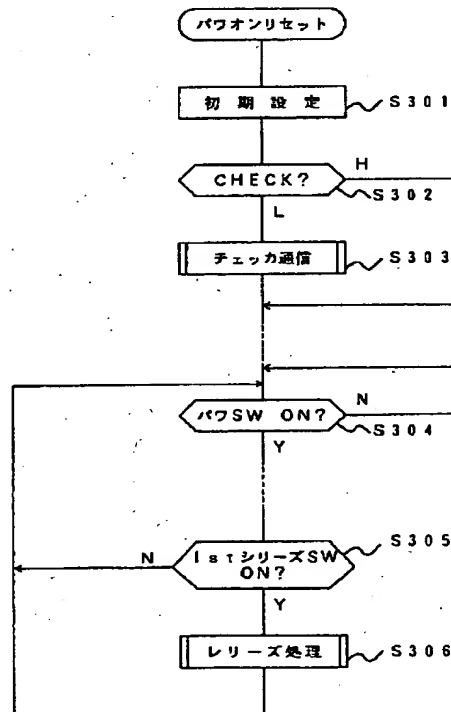 パワオンリセット
初期設定
S301
H
CHECK?
S302
L
チェッカ通信
S303
パワSW ON?
N
S304
Y
N
1stシリーズSW
ON?
S305
Y
レリーズ処理
S306